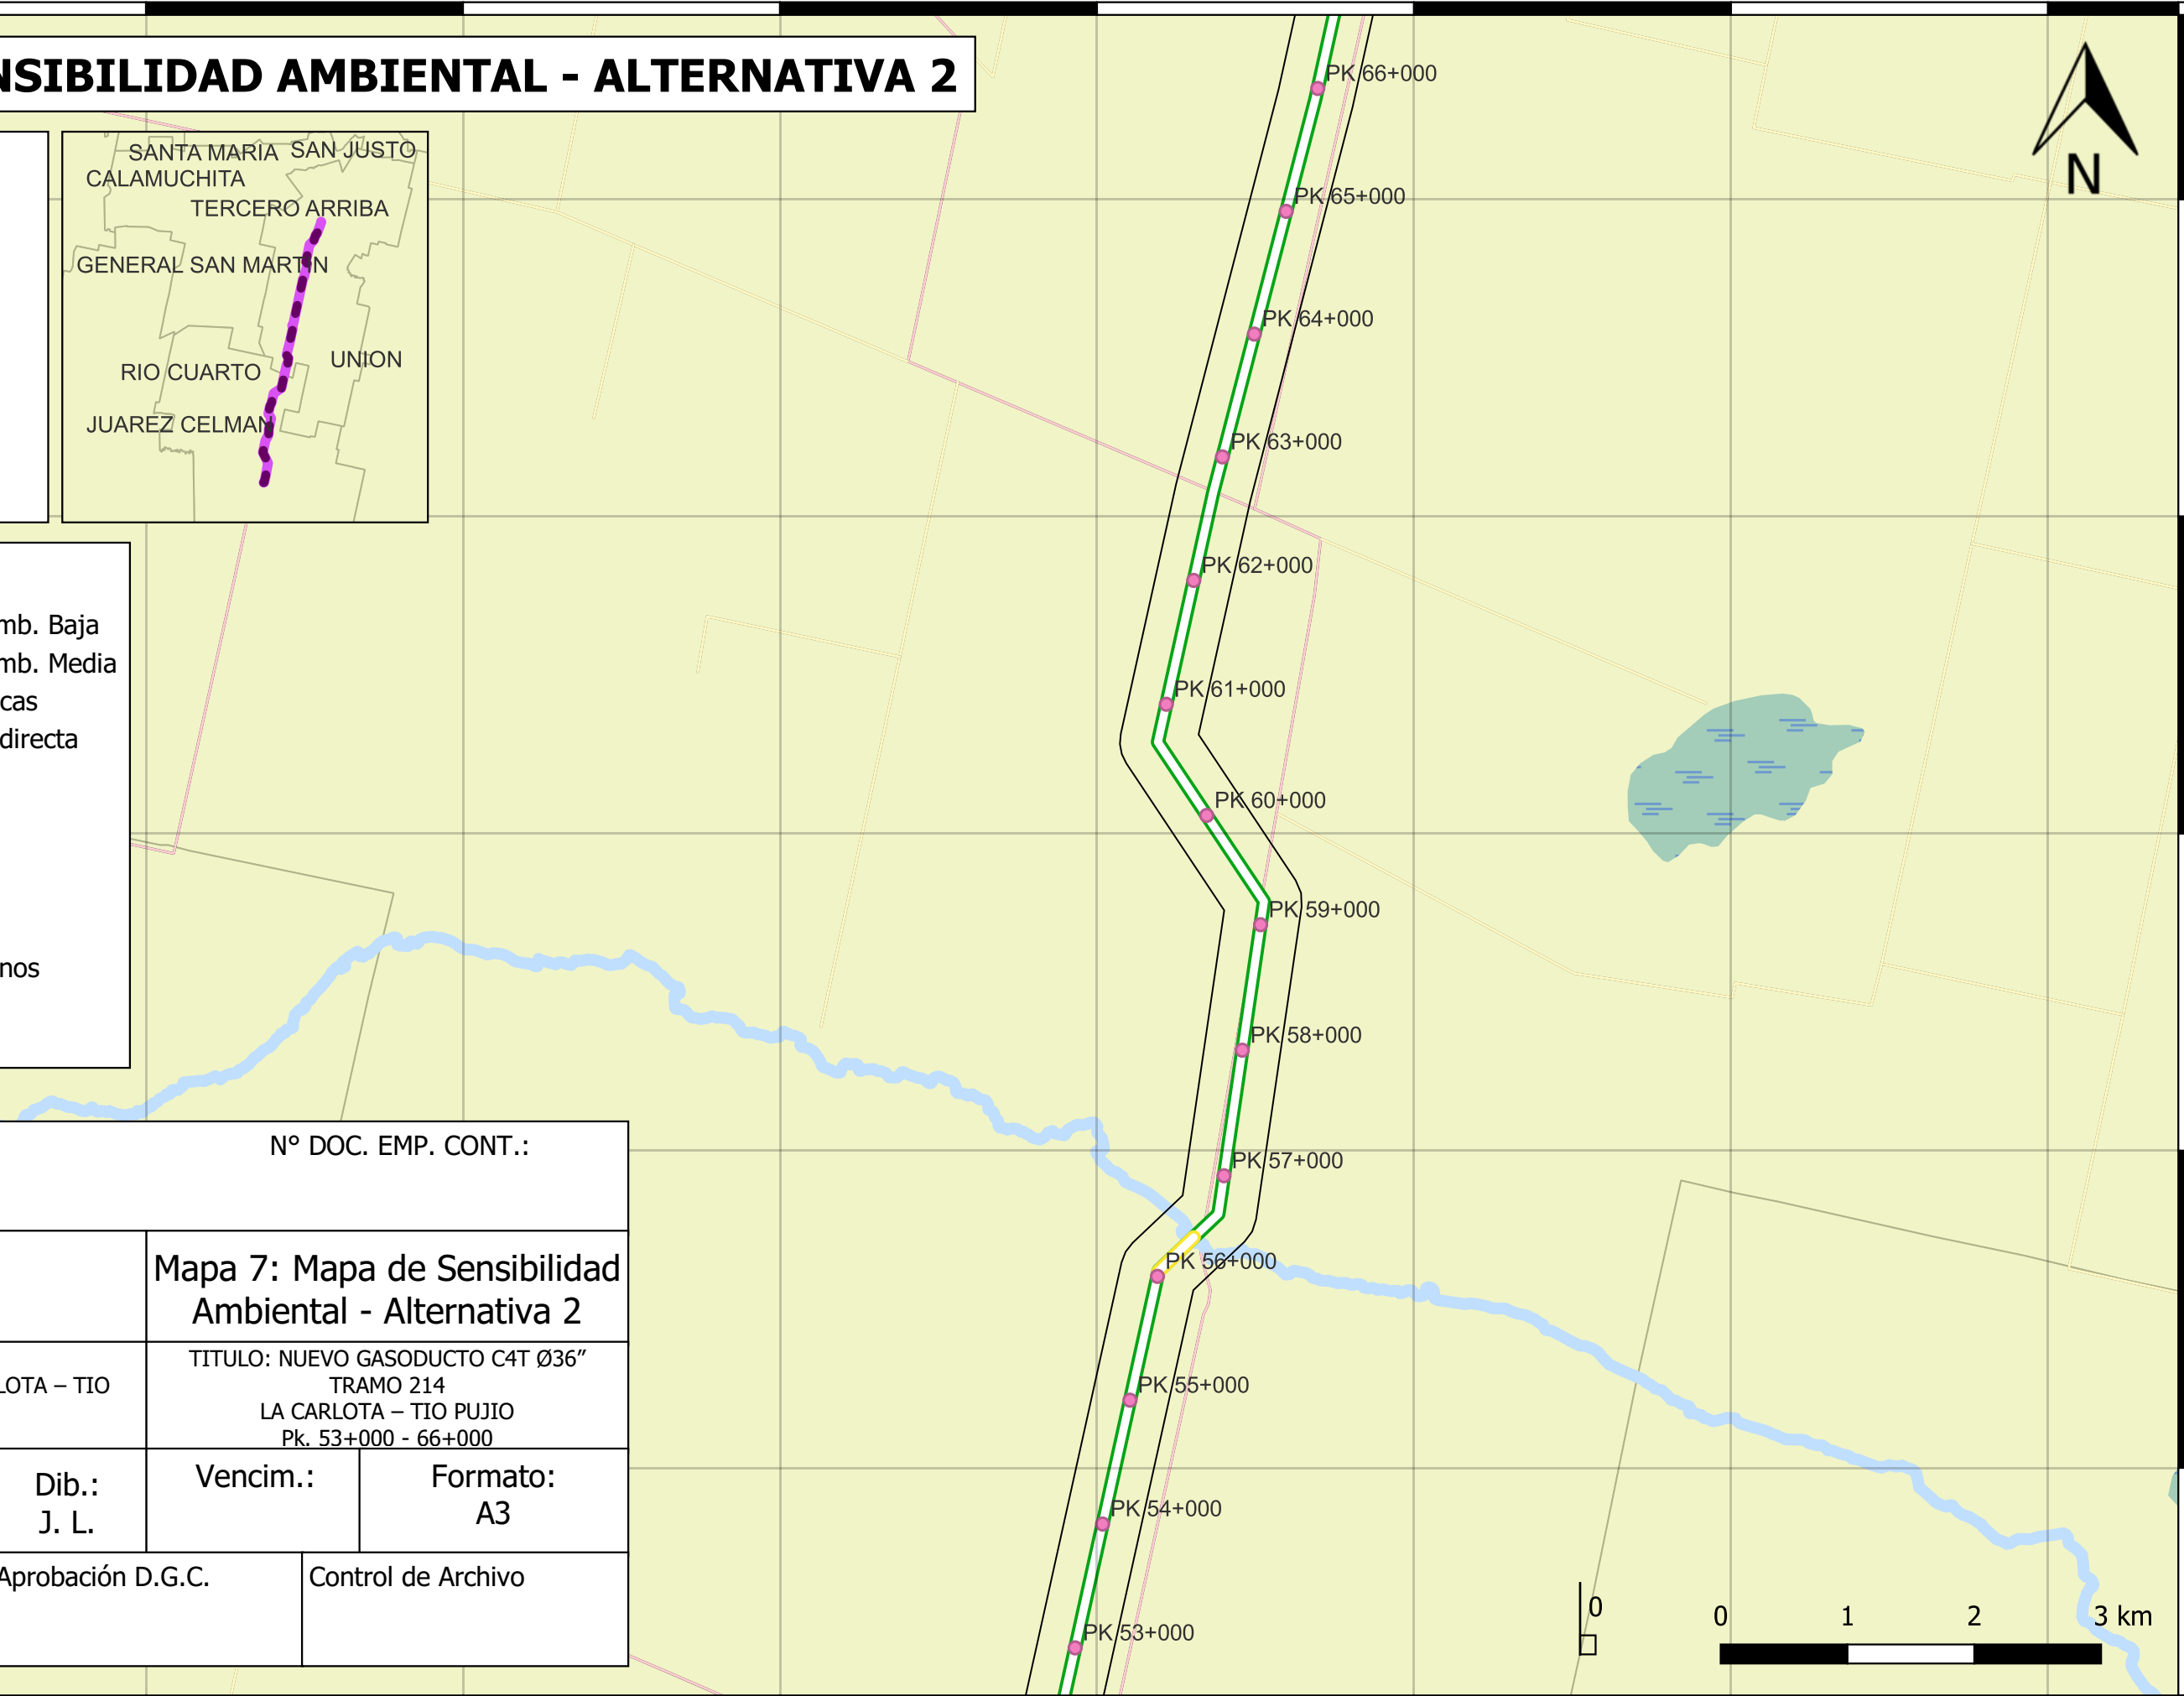 NSIBILIDAD AMBIENTAL - ALTERNATIVA 2
N
SANTA MARIA
SAN JUSTO
CALAMUCHITA
TERCERO ARRIBA
GENERAL SAN MARTIN
RIO CUARTO
UNION
JUAREZ CELMAN
mb. Baja
mb. Media
cas
directa
nos
PK 66+000
PK 65+000
PK 64+000
PK 63+000
PK 62+000
PK 61+000
PK 60+000
PK 59+000
PK 58+000
PK 57+000
PK 56+000
PK 55+000
PK 54+000
PK 53+000
N° DOC. EMP. CONT.:
Mapa 7: Mapa de Sensibilidad
Ambiental - Alternativa 2
LOTA – TIO
TITULO: NUEVO GASODUCTO C4T Ø36”
TRAMO 214
LA CARLOTA – TIO PUJIO
Pk. 53+000 - 66+000
Dib.:
J. L.
Vencim.:
Formato:
A3
Aprobación D.G.C.
Control de Archivo
0
0 1 2 3 km